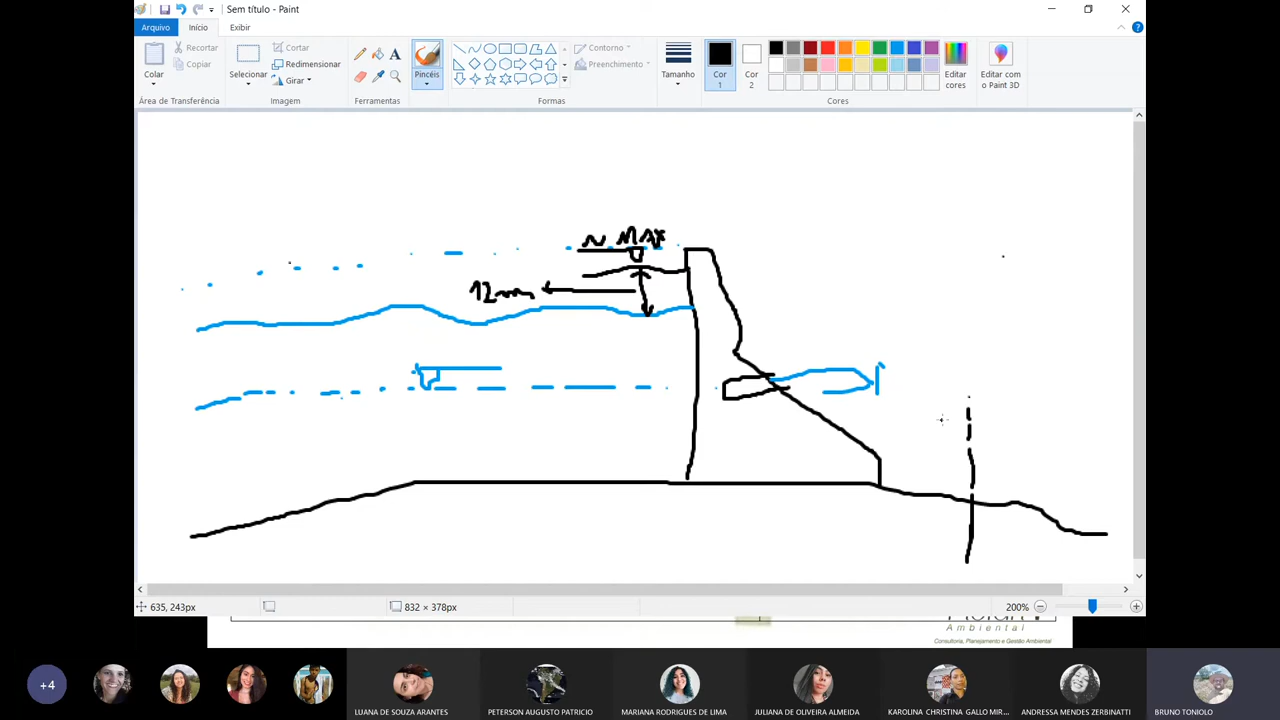 Sem título - Paint
Arquivo Início Exibir
Colar
Recortar
Copiar
Área de Transferência
Selecionar
Cortar
Redimensionar
Girar
Imagem
Ferramentas
Pincéis
Contorno
Preenchimento
Formas
Tamanho
Cor 1
Cor 2
Editar cores
Cores
Editar com o Paint 3D
N MAX
12mm
635, 243px
832 × 378px
200%
Ambiental
Consultoria, Planejamento e Gestão Ambiental
+4
LUANA DE SOUZA ARANTES
PETERSON AUGUSTO PATRICIO
MARIANA RODRIGUES DE LIMA
JULIANA DE OLIVEIRA ALMEIDA
KAROLINA CHRISTINA GALLO MIR...
ANDRESSA MENDES ZERBINATTI
BRUNO TONIOLO